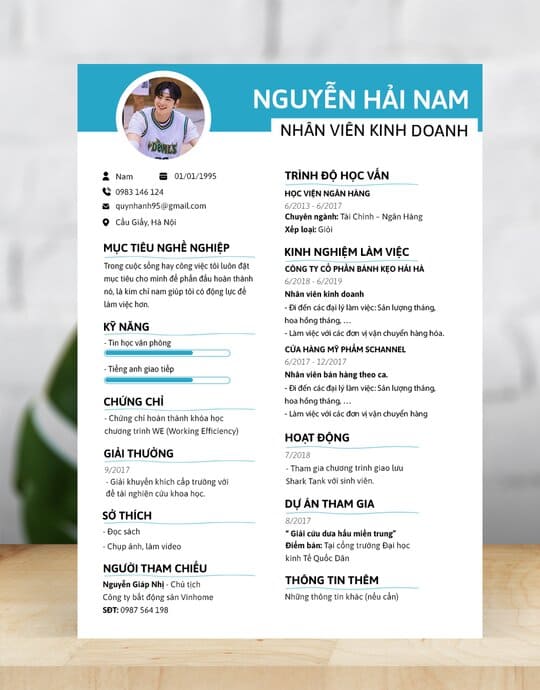 NGUYỄN HẢI NAM
NHÂN VIÊN KINH DOANH
Nam
01/01/1995
0983 146 124
quynhanh95@gmail.com
Cầu Giấy, Hà Nội
MỤC TIÊU NGHỀ NGHIỆP
Trong cuộc sống hay công việc tôi luôn đặt
mục tiêu cho mình để phấn đấu hoàn thành
nó, là kim chỉ nam giúp tôi có động lực để
làm việc hơn.
KỸ NĂNG
- Tin học văn phòng
- Tiếng anh giao tiếp
CHỨNG CHỈ
- Chứng chỉ hoàn thành khóa học
chương trình WE (Working Efficiency)
GIẢI THƯỞNG
9/2017
- Giải khuyến khích cấp trường với
đề tài nghiên cứu khoa học.
SỞ THÍCH
- Đọc sách
- Chụp ảnh, làm video
NGƯỜI THAM CHIẾU
Nguyễn Giáp Nhị - Chủ tịch
Công ty bất động sản Vinhome
SĐT: 0987 564 198
TRÌNH ĐỘ HỌC VẤN
HỌC VIỆN NGÂN HÀNG
6/2013 - 6/2017
Chuyên ngành: Tài Chính – Ngân Hàng
Xếp loại: Giỏi
KINH NGHIỆM LÀM VIỆC
CÔNG TY CỔ PHẦN BÁNH KẸO HẢI HÀ
6/2018 - 6/2019
Nhân viên kinh doanh
- Đi đến các đại lý làm việc: Sản lượng tháng,
hoa hồng tháng, …
- Làm việc với các đơn vị vận chuyển hàng hóa.
CỬA HÀNG MỸ PHẨM SCHANNEL
6/2017 - 12/2017
Nhân viên bán hàng theo ca.
- Đi đến các đại lý làm việc: Sản lượng tháng,
hoa hồng tháng, …
- Làm việc với các đơn vị vận chuyển hàng
HOẠT ĐỘNG
7/2018
- Tham gia chương trình giao lưu
Shark Tank với sinh viên.
DỰ ÁN THAM GIA
8/2017
“ Giải cứu dưa hấu miền trung”
Điểm bán: Tại cổng trường Đại học
kinh Tế Quốc Dân
THÔNG TIN THÊM
Những thông tin khác (nếu cần)